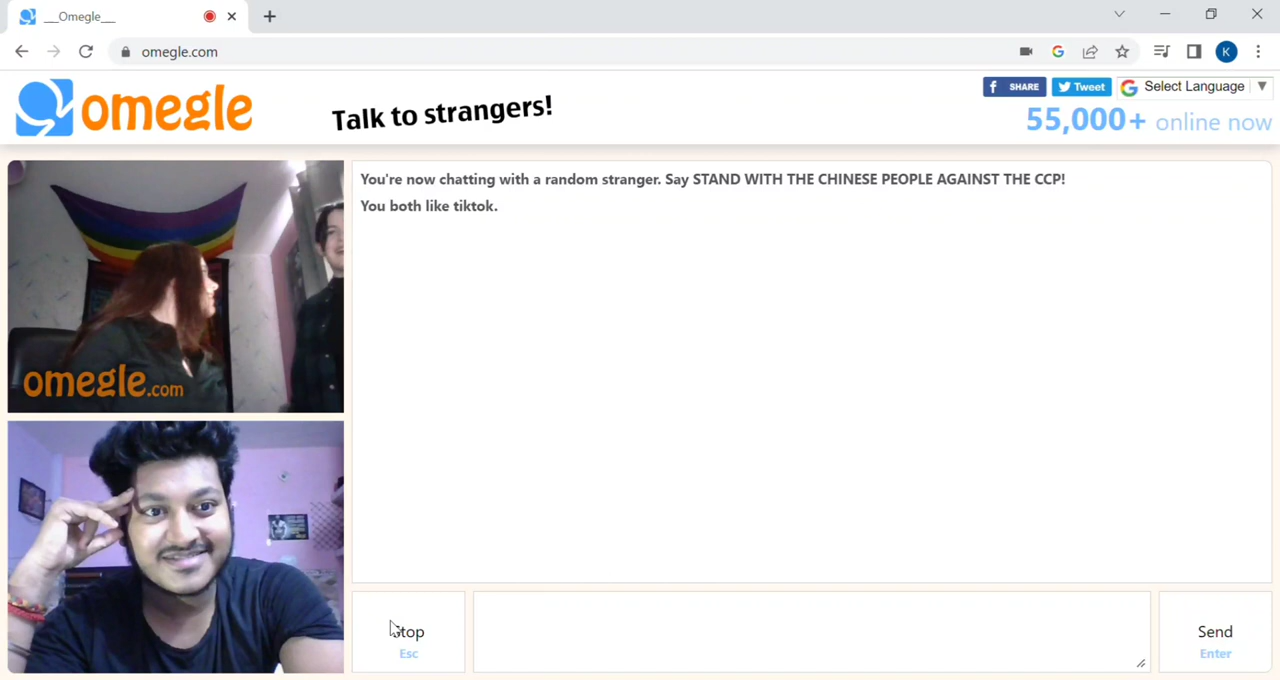 __Omegle__
omegle.com
K
omegle
Talk to strangers!
f SHARE
Tweet
G Select Language ▼
55,000+ online now
omegle.com
You're now chatting with a random stranger. Say STAND WITH THE CHINESE PEOPLE AGAINST THE CCP!
You both like tiktok.
Stop
Esc
Send
Enter